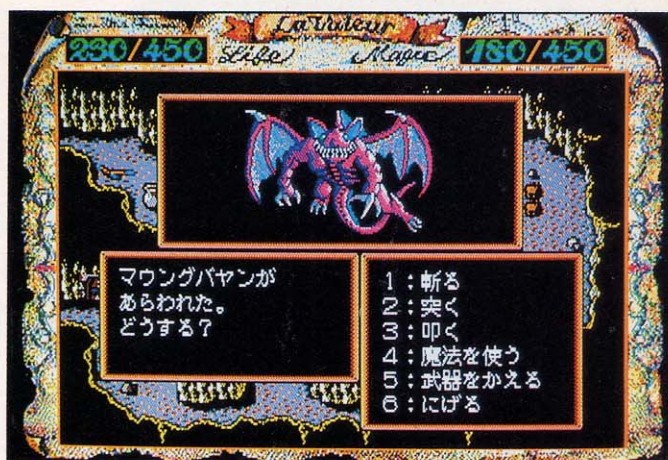 La Valeur
230/450 Life Magic 180/450
マウングバヤンが
あらわれた。
どうする？
1：斬る
2：突く
3：叩く
4：魔法を使う
5：武器をかえる
6：にげる